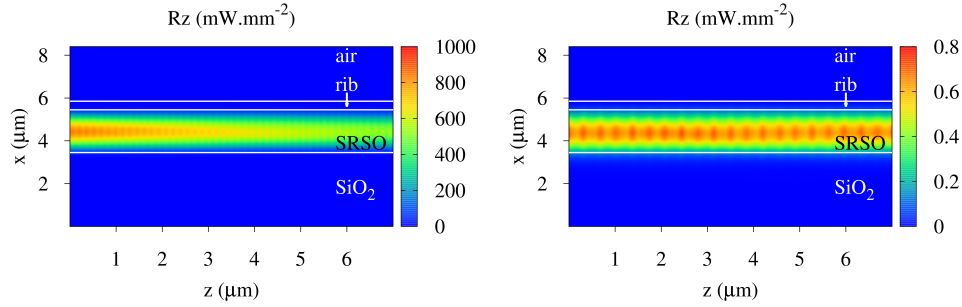 Rz (mW.mm-2)
x (μm)
8
6
4
2
air
rib
SRSO
SiO2
1 2 3 4 5 6
z (μm)
1000
800
600
400
200
0
Rz (mW.mm-2)
x (μm)
8
6
4
2
air
rib
SRSO
SiO2
1 2 3 4 5 6
z (μm)
0.8
0.6
0.4
0.2
0